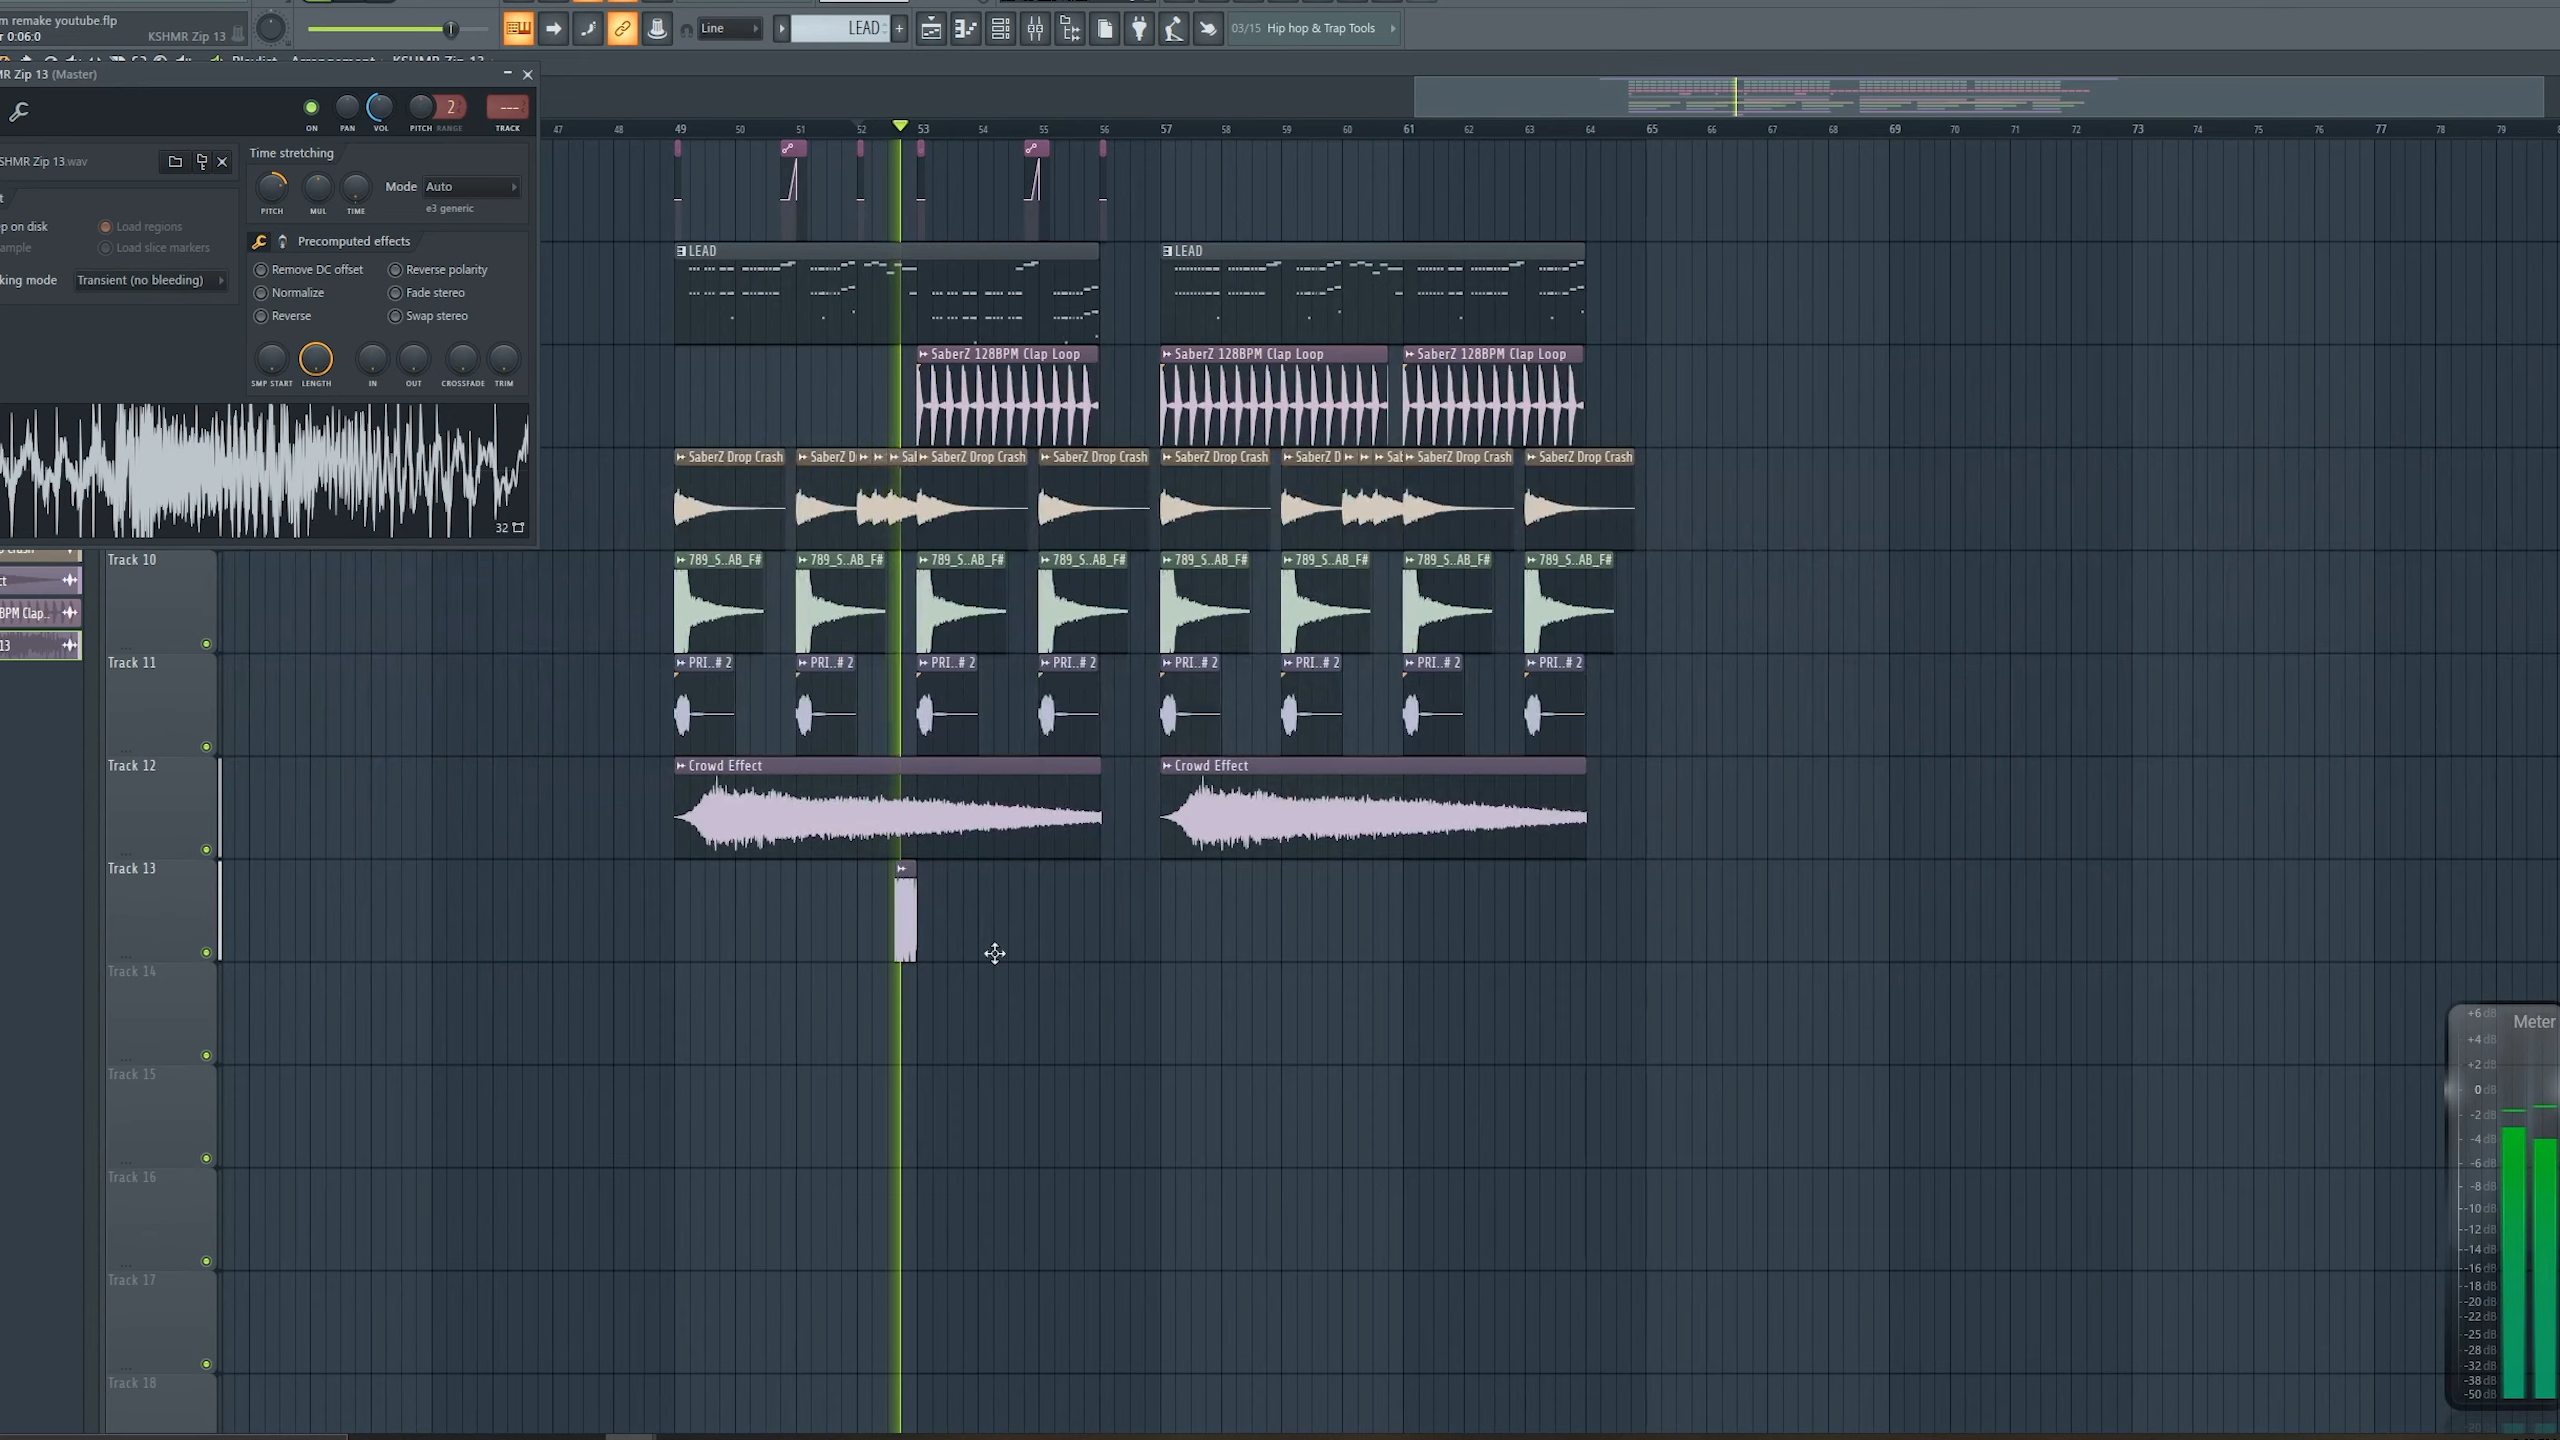 m remake youtube.flp
r 0:06:0
KSHMR Zip 13
Line
LEAD
03/15 Hip hop & Trap Tools
Playlist - Arrangement › KSHMR Zip 13
MR Zip 13 (Master)
ON
PAN
VOL
PITCH
RANGE
2
---
TRACK
SHMR Zip 13.wav
Time stretching
PITCH
MUL
TIME
Mode
Auto
e3 generic
p on disk
Load regions
ample
Load slice markers
king mode
Transient (no bleeding)
Precomputed effects
Remove DC offset
Reverse polarity
Normalize
Fade stereo
Reverse
Swap stereo
SMP START
LENGTH
IN
OUT
CROSSFADE
TRIM
32
47 48 49 50 51 52 53 54 55 56 57 58 59 60 61 62 63 64 65 66 67 68 69 70 71 72 73 74 75 76 77 78 79
LEAD
LEAD
SaberZ 128BPM Clap Loop
SaberZ 128BPM Clap Loop
SaberZ 128BPM Clap Loop
SaberZ Drop Crash
SaberZ D
Sal
SaberZ Drop Crash
SaberZ Drop Crash
SaberZ Drop Crash
SaberZ D
Sal
SaberZ Drop Crash
SaberZ Drop Crash
ct
BPM Clap..
13
Track 10
789_S..AB_F#
789_S..AB_F#
789_S..AB_F#
789_S..AB_F#
789_S..AB_F#
789_S..AB_F#
789_S..AB_F#
789_S..AB_F#
Track 11
PRI..# 2
PRI..# 2
PRI..# 2
PRI..# 2
PRI..# 2
PRI..# 2
PRI..# 2
PRI..# 2
Track 12
Crowd Effect
Crowd Effect
Track 13
Track 14
Track 15
Track 16
Track 17
Track 18
Meter
+6 dB
+4 dB
+2 dB
0 dB
-2 dB
-4 dB
-6 dB
-8 dB
-10 dB
-12 dB
-14 dB
-16 dB
-18 dB
-20 dB
-22 dB
-25 dB
-28 dB
-32 dB
-38 dB
-50 dB